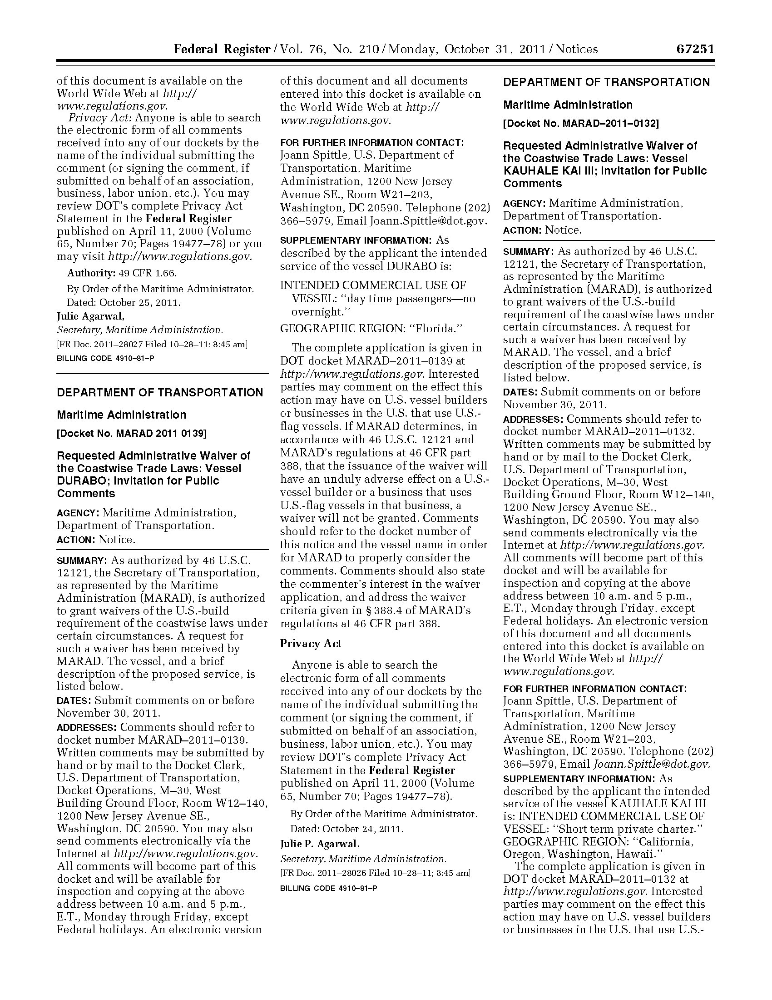 Federal Register / Vol. 76, No. 210 / Monday, October 31, 2011 / Notices 67251
of this document is available on the
World Wide Web at http://
www.regulations.gov.
Privacy Act: Anyone is able to search
the electronic form of all comments
received into any of our dockets by the
name of the individual submitting the
comment (or signing the comment, if
submitted on behalf of an association,
business, labor union, etc.). You may
review DOT's complete Privacy Act
Statement in the Federal Register
published on April 11, 2000 (Volume
65, Number 70; Pages 19477–78) or you
may visit http://www.regulations.gov.
Authority: 49 CFR 1.66.
By Order of the Maritime Administrator.
Dated: October 25, 2011.
Julie Agarwal,
Secretary, Maritime Administration.
[FR Doc. 2011–28027 Filed 10–28–11; 8:45 am]
BILLING CODE 4910–81–P
DEPARTMENT OF TRANSPORTATION
Maritime Administration
[Docket No. MARAD 2011 0139]
Requested Administrative Waiver of
the Coastwise Trade Laws: Vessel
DURABO; Invitation for Public
Comments
AGENCY: Maritime Administration,
Department of Transportation.
ACTION: Notice.
SUMMARY: As authorized by 46 U.S.C.
12121, the Secretary of Transportation,
as represented by the Maritime
Administration (MARAD), is authorized
to grant waivers of the U.S.-build
requirement of the coastwise laws under
certain circumstances. A request for
such a waiver has been received by
MARAD. The vessel, and a brief
description of the proposed service, is
listed below.
DATES: Submit comments on or before
November 30, 2011.
ADDRESSES: Comments should refer to
docket number MARAD–2011–0139.
Written comments may be submitted by
hand or by mail to the Docket Clerk,
U.S. Department of Transportation,
Docket Operations, M–30, West
Building Ground Floor, Room W12–140,
1200 New Jersey Avenue SE.,
Washington, DC 20590. You may also
send comments electronically via the
Internet at http://www.regulations.gov.
All comments will become part of this
docket and will be available for
inspection and copying at the above
address between 10 a.m. and 5 p.m.,
E.T., Monday through Friday, except
Federal holidays. An electronic version
of this document and all documents
entered into this docket is available on
the World Wide Web at http://
www.regulations.gov.
FOR FURTHER INFORMATION CONTACT:
Joann Spittle, U.S. Department of
Transportation, Maritime
Administration, 1200 New Jersey
Avenue SE., Room W21–203,
Washington, DC 20590. Telephone (202)
366–5979, Email Joann.Spittle@dot.gov.
SUPPLEMENTARY INFORMATION: As
described by the applicant the intended
service of the vessel DURABO is:
INTENDED COMMERCIAL USE OF
VESSEL: ‘‘day time passengers—no
overnight.’’
GEOGRAPHIC REGION: ‘‘Florida.’’
The complete application is given in
DOT docket MARAD–2011–0139 at
http://www.regulations.gov. Interested
parties may comment on the effect this
action may have on U.S. vessel builders
or businesses in the U.S. that use U.S.-
flag vessels. If MARAD determines, in
accordance with 46 U.S.C. 12121 and
MARAD's regulations at 46 CFR part
388, that the issuance of the waiver will
have an unduly adverse effect on a U.S.-
vessel builder or a business that uses
U.S.-flag vessels in that business, a
waiver will not be granted. Comments
should refer to the docket number of
this notice and the vessel name in order
for MARAD to properly consider the
comments. Comments should also state
the commenter's interest in the waiver
application, and address the waiver
criteria given in § 388.4 of MARAD's
regulations at 46 CFR part 388.
Privacy Act
Anyone is able to search the
electronic form of all comments
received into any of our dockets by the
name of the individual submitting the
comment (or signing the comment, if
submitted on behalf of an association,
business, labor union, etc.). You may
review DOT's complete Privacy Act
Statement in the Federal Register
published on April 11, 2000 (Volume
65, Number 70; Pages 19477–78).
By Order of the Maritime Administrator.
Dated: October 24, 2011.
Julie P. Agarwal,
Secretary, Maritime Administration.
[FR Doc. 2011–28026 Filed 10–28–11; 8:45 am]
BILLING CODE 4910–81–P
DEPARTMENT OF TRANSPORTATION
Maritime Administration
[Docket No. MARAD–2011–0132]
Requested Administrative Waiver of
the Coastwise Trade Laws: Vessel
KAUHALE KAI III; Invitation for Public
Comments
AGENCY: Maritime Administration,
Department of Transportation.
ACTION: Notice.
SUMMARY: As authorized by 46 U.S.C.
12121, the Secretary of Transportation,
as represented by the Maritime
Administration (MARAD), is authorized
to grant waivers of the U.S.-build
requirement of the coastwise laws under
certain circumstances. A request for
such a waiver has been received by
MARAD. The vessel, and a brief
description of the proposed service, is
listed below.
DATES: Submit comments on or before
November 30, 2011.
ADDRESSES: Comments should refer to
docket number MARAD–2011–0132.
Written comments may be submitted by
hand or by mail to the Docket Clerk,
U.S. Department of Transportation,
Docket Operations, M–30, West
Building Ground Floor, Room W12–140,
1200 New Jersey Avenue SE.,
Washington, DC 20590. You may also
send comments electronically via the
Internet at http://www.regulations.gov.
All comments will become part of this
docket and will be available for
inspection and copying at the above
address between 10 a.m. and 5 p.m.,
E.T., Monday through Friday, except
Federal holidays. An electronic version
of this document and all documents
entered into this docket is available on
the World Wide Web at http://
www.regulations.gov.
FOR FURTHER INFORMATION CONTACT:
Joann Spittle, U.S. Department of
Transportation, Maritime
Administration, 1200 New Jersey
Avenue SE., Room W21–203,
Washington, DC 20590. Telephone (202)
366–5979, Email Joann.Spittle@dot.gov.
SUPPLEMENTARY INFORMATION: As
described by the applicant the intended
service of the vessel KAUHALE KAI III
is: INTENDED COMMERCIAL USE OF
VESSEL: ‘‘Short term private charter.’’
GEOGRAPHIC REGION: ‘‘California,
Oregon, Washington, Hawaii.’’
The complete application is given in
DOT docket MARAD–2011–0132 at
http://www.regulations.gov. Interested
parties may comment on the effect this
action may have on U.S. vessel builders
or businesses in the U.S. that use U.S.-